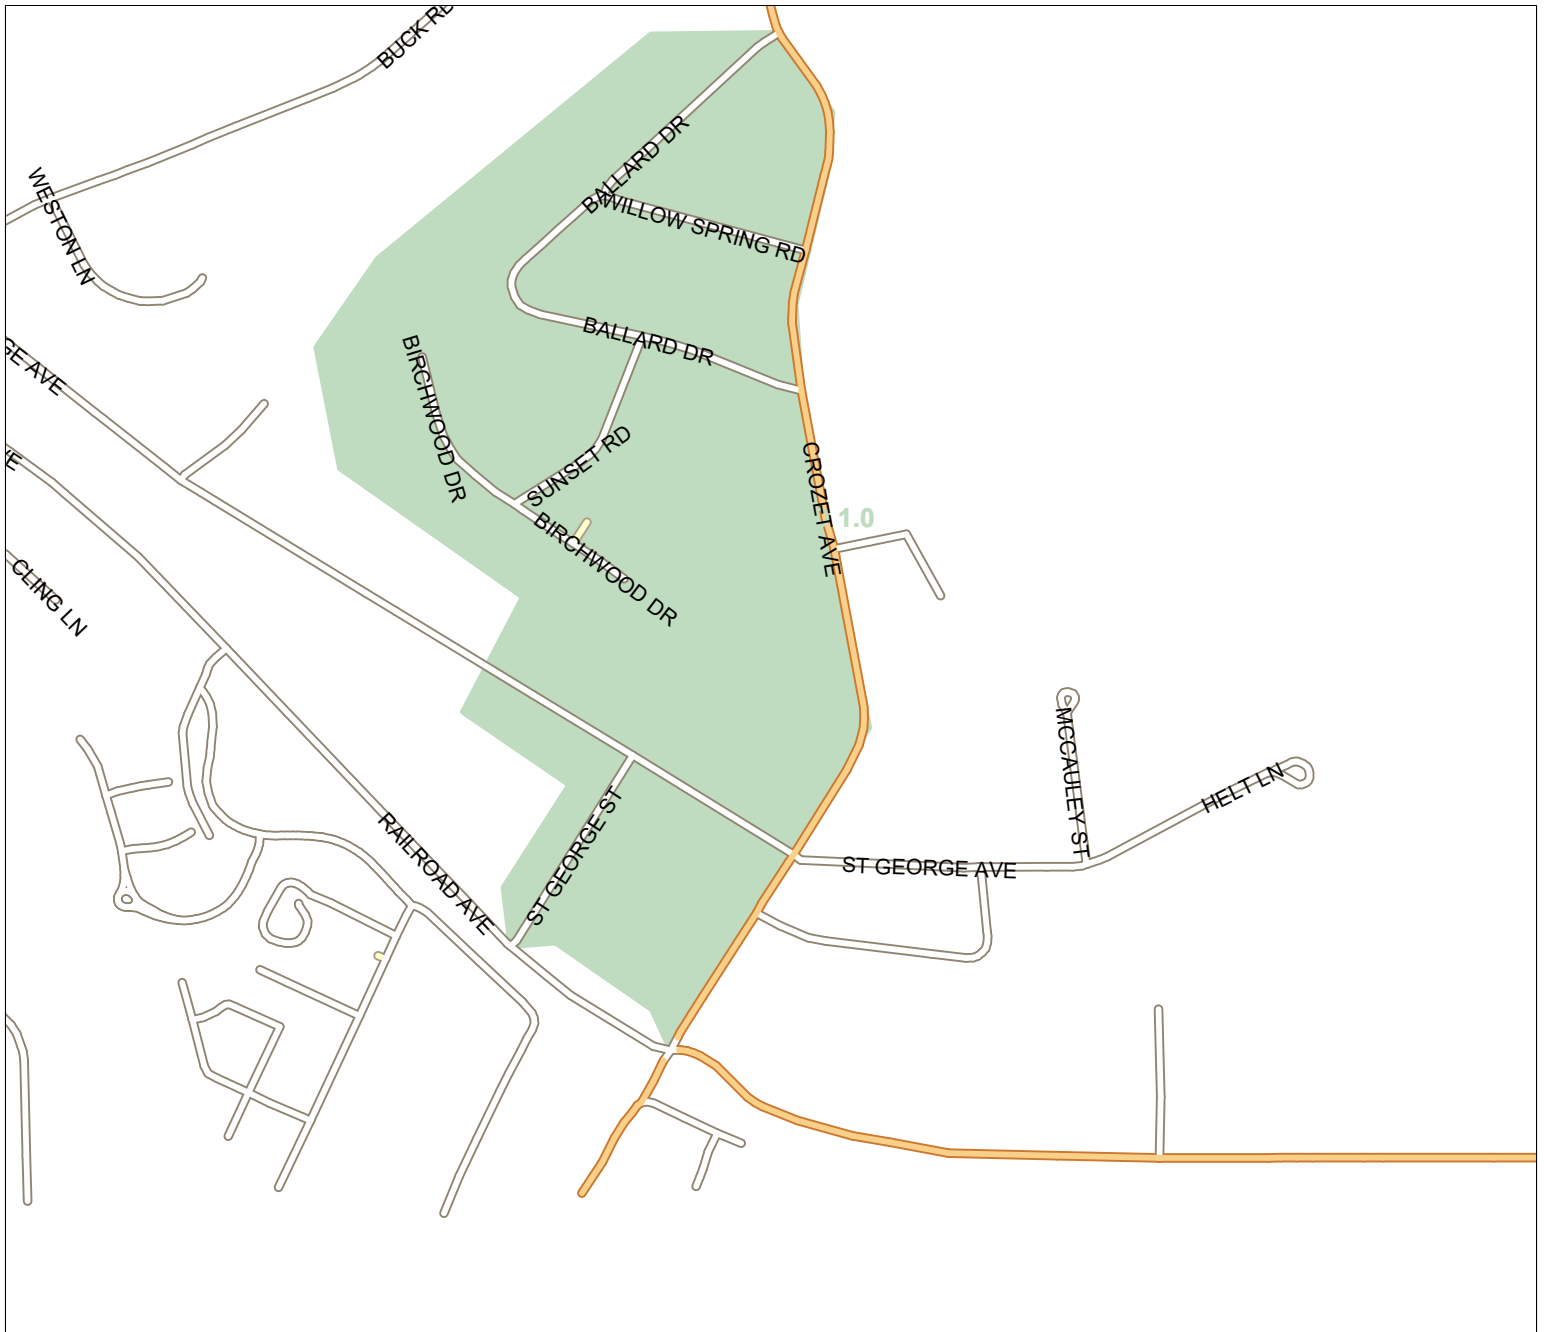 BUCK RD
BALLARD DR
WESTON LN
WILLOW SPRING RD
BALLARD DR
BIRCHWOOD DR
GE AVE
SUNSET RD
CROZET AVE
VE
1.0
BIRCHWOOD DR
CLING LN
MCCAULEY ST
HELT LN
ST GEORGE ST
RAILROAD AVE
ST GEORGE AVE